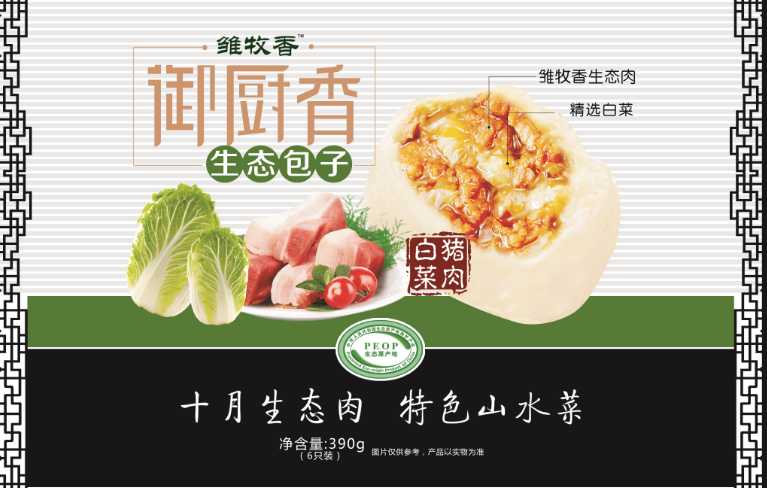 雏牧香™
御厨香
生态包子
雏牧香生态肉
精选白菜
猪肉
白菜
PEOP
生态原产地
十月生态肉 特色山水菜
净含量:390g
(6只装)
图片仅供参考,产品以实物为准